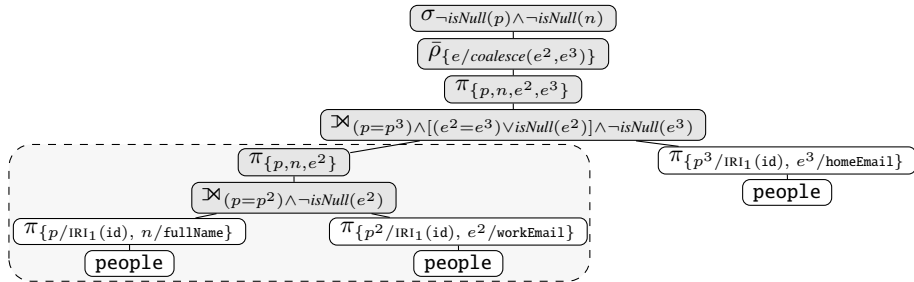 σ¬isNull(p)∧¬isNull(n)
ρ̄{e/coalesce(e²,e³)}
π{p,n,e²,e³}
⟕(p=p³)∧[(e²=e³)∨isNull(e²)]∧¬isNull(e³)
π{p,n,e²}
π{p³/IRI₁(id), e³/homeEmail}
⟕(p=p²)∧¬isNull(e²)
people
π{p/IRI₁(id), n/fullName}
π{p²/IRI₁(id), e²/workEmail}
people
people